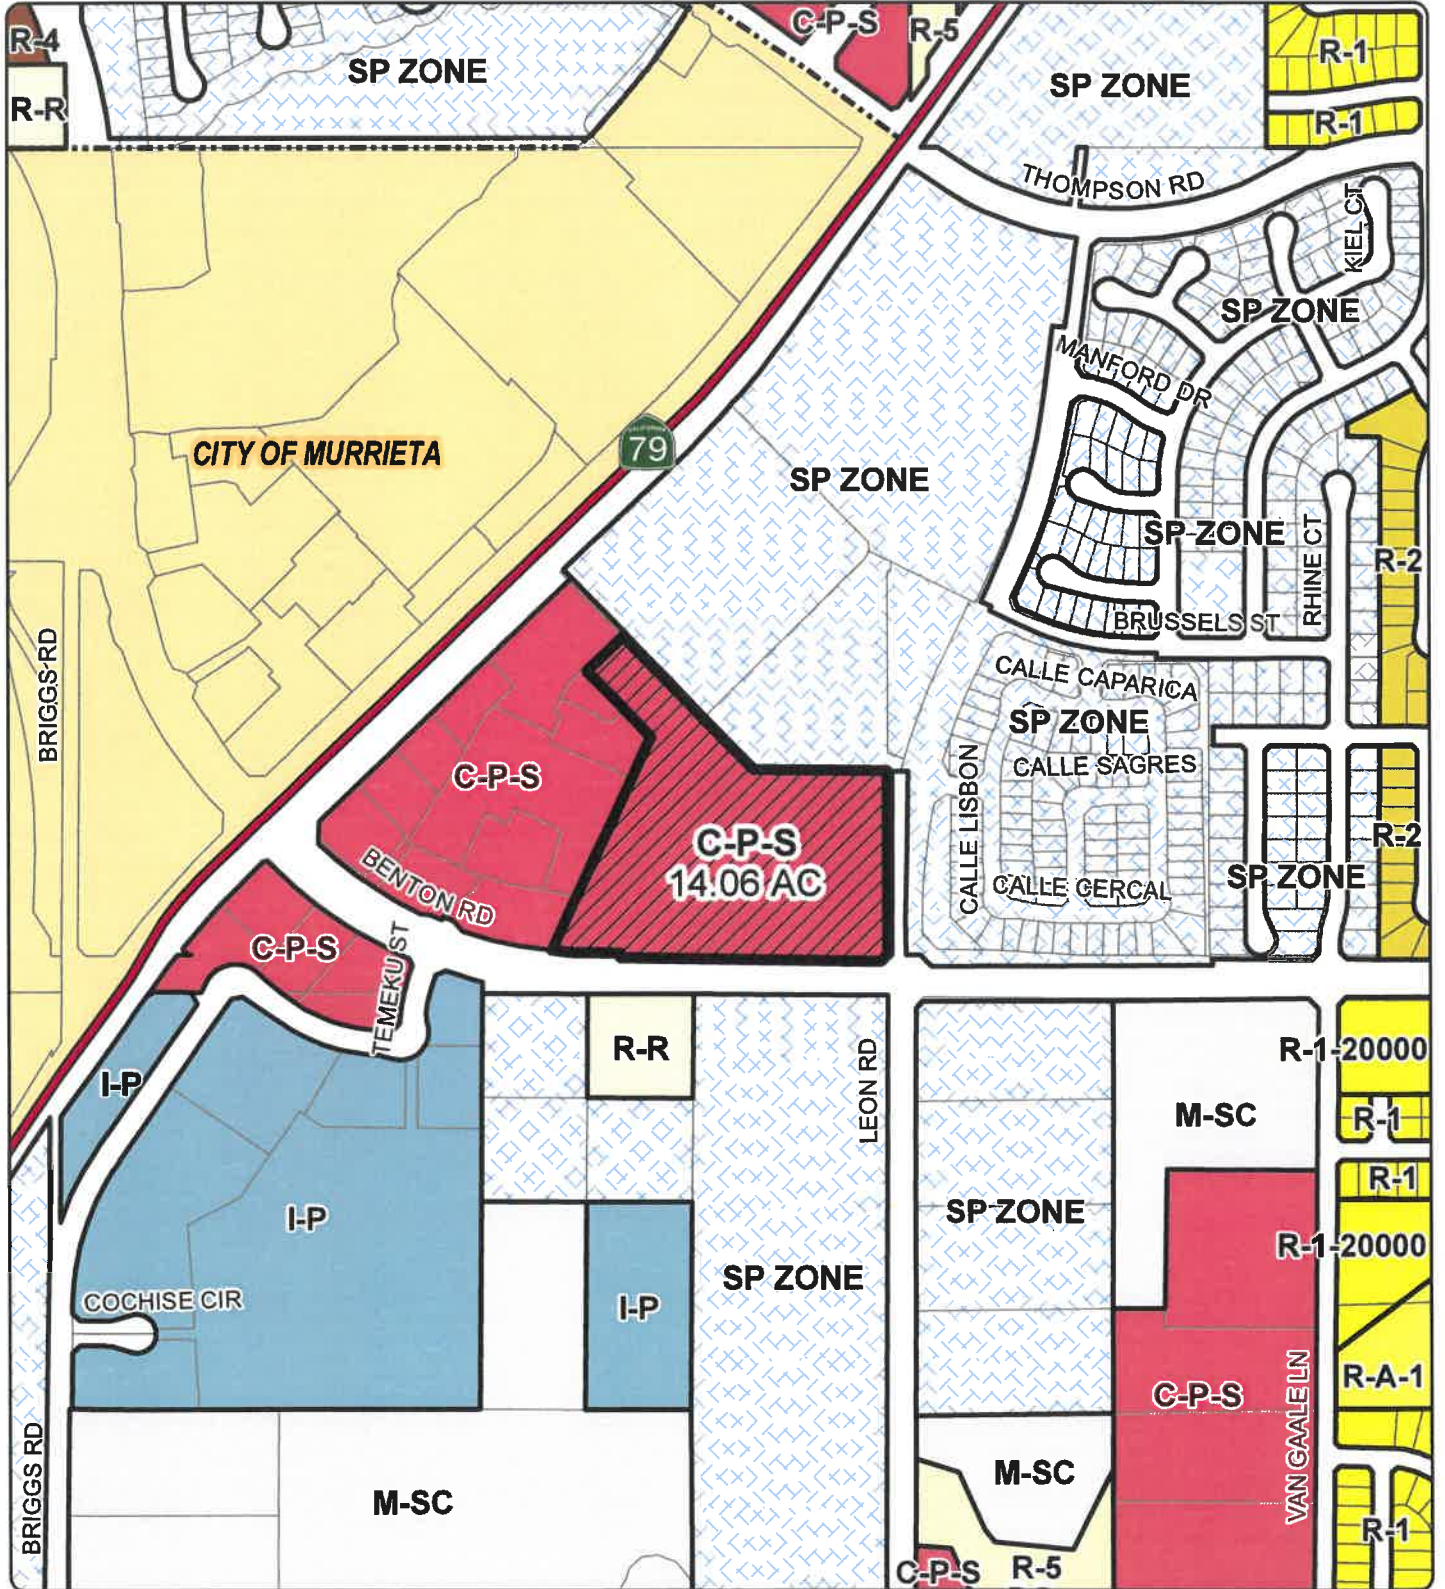 R-4
SP ZONE
C-P-S
R-5
R-1
SP ZONE
R-R
R-1
THOMPSON RD
KIEL CT
SP ZONE
MANFORD DR
CITY OF MURRIETA
CALIFORNIA
79
SP ZONE
SP ZONE
RHINE CT
R-2
BRUSSELS ST
BRIGGS RD
CALLE CAPARICA
SP ZONE
CALLE SAGRES
C-P-S
CALLE LISBON
C-P-S
14.06 AC
BENTON RD
CALLE CERCAL
SP ZONE
R-2
C-P-S
TEMEKU ST
R-R
LEON RD
R-1-20000
I-P
M-SC
R-1
R-1
I-P
SP ZONE
R-1-20000
SP ZONE
COCHISE CIR
I-P
R-A-1
C-P-S
VAN GAALE LN
M-SC
M-SC
BRIGGS RD
R-1
C-P-S
R-5